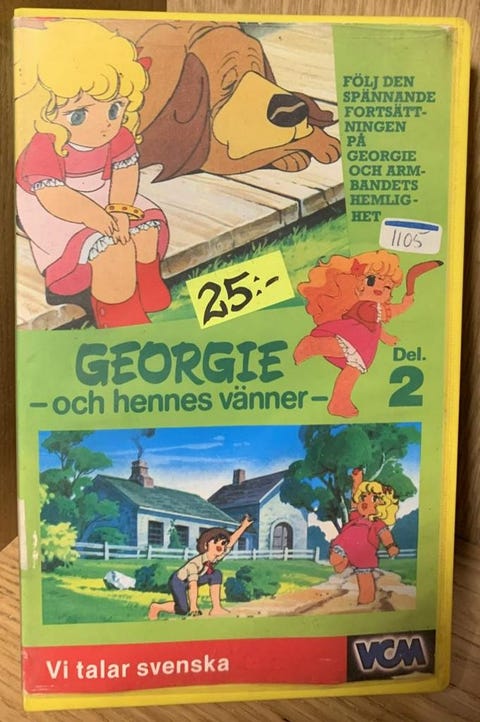 FÖLJ DEN
SPÄNNANDE
FORTSÄTT-
NINGEN
PÅ
GEORGIE
OCH ARM-
BANDETS
HEMLIG-
HET
1105
25:-
GEORGIE
Del.
2
– och hennes vänner –
Vi talar svenska
VCM